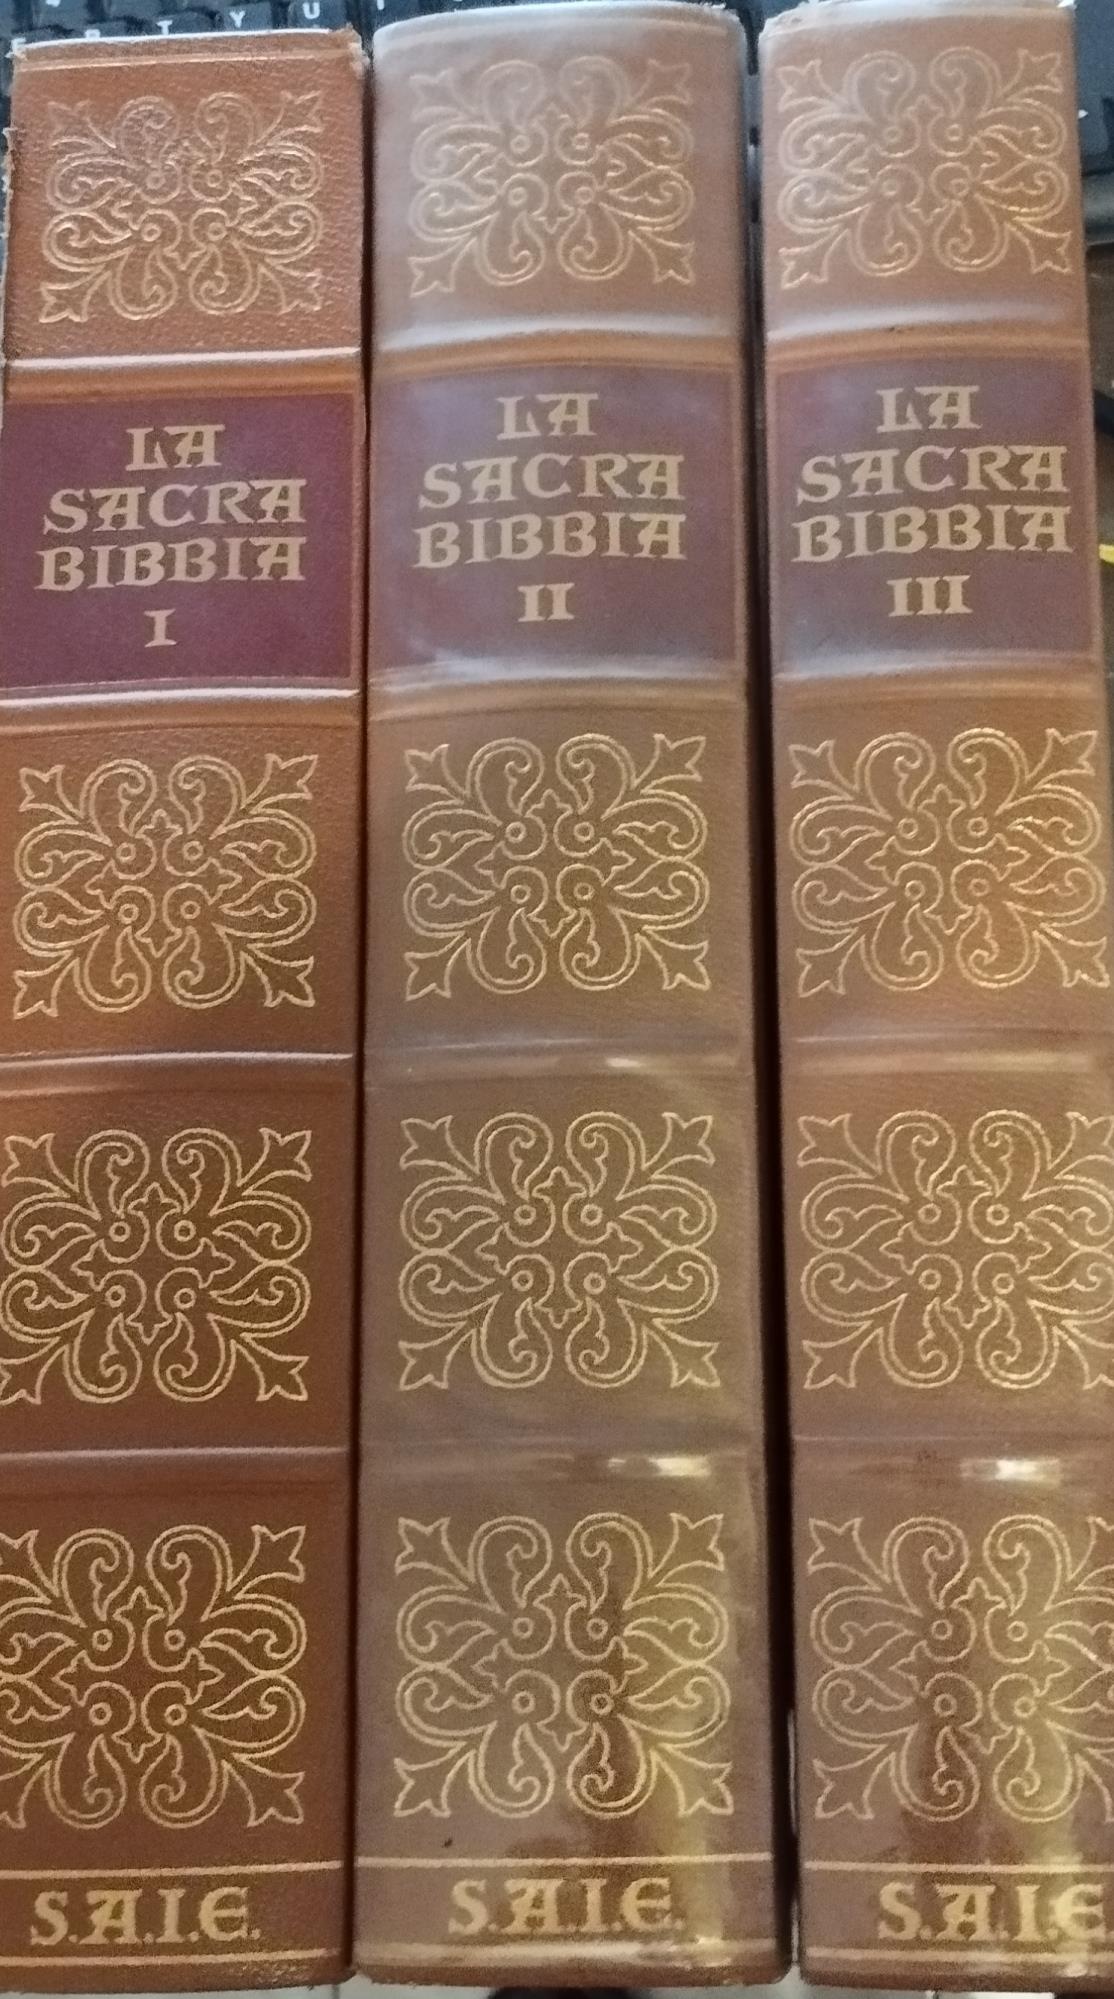 E R T Y U
LA
SACRA
BIBBIA
I
S.A.I.E.
LA
SACRA
BIBBIA
II
S.A.I.E.
LA
SACRA
BIBBIA
III
S.A.I.E